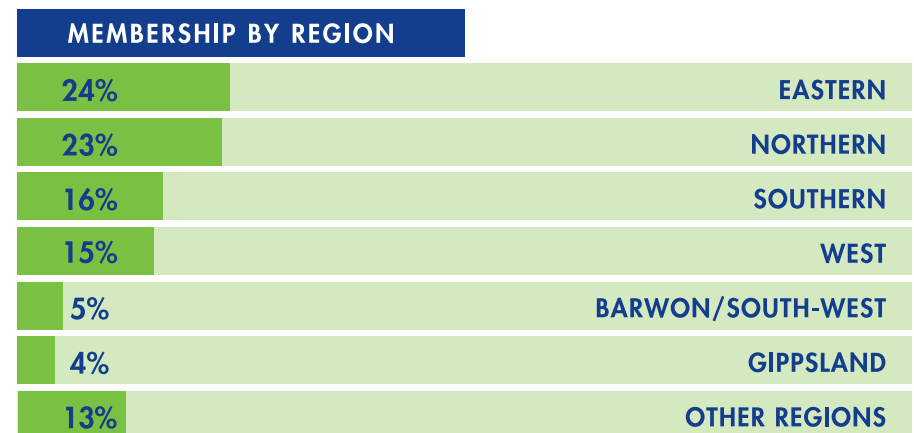 MEMBERSHIP BY REGION
24% EASTERN
23% NORTHERN
16% SOUTHERN
15% WEST
5% BARWON/SOUTH-WEST
4% GIPPSLAND
13% OTHER REGIONS